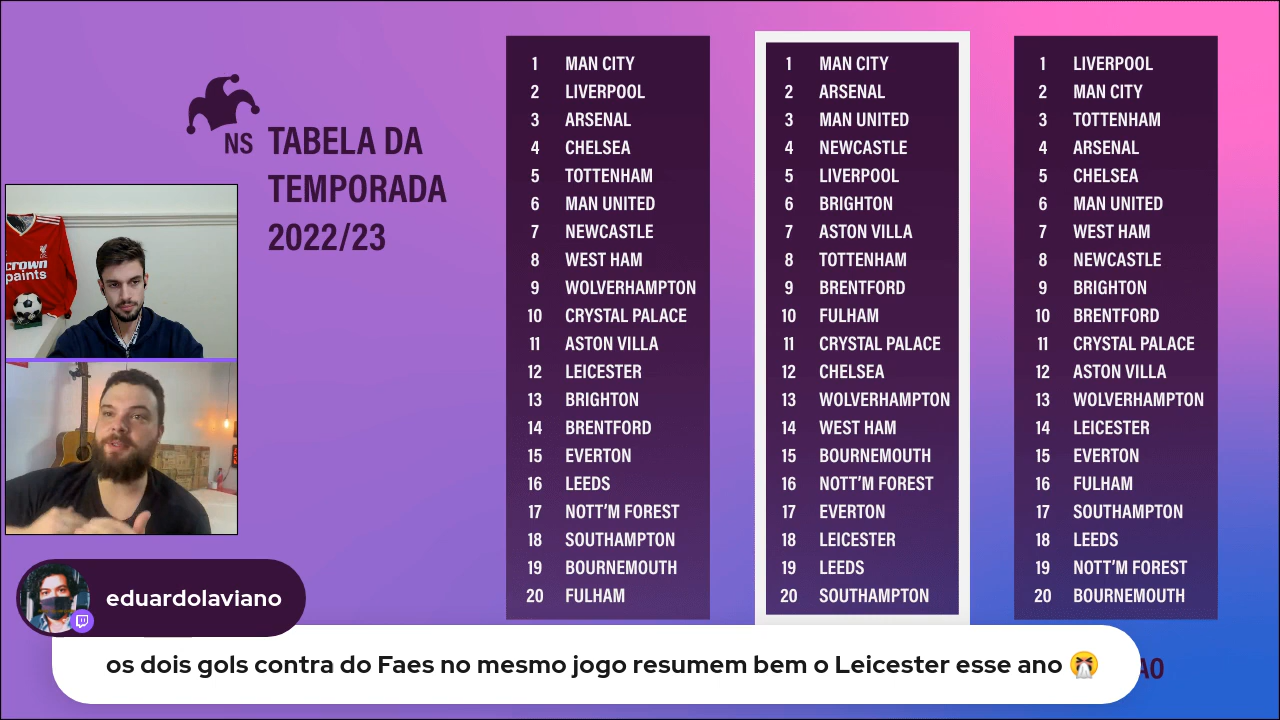 NS
TABELA DA
TEMPORADA
2022/23
crown
paints
1 MAN CITY
2 LIVERPOOL
3 ARSENAL
4 CHELSEA
5 TOTTENHAM
6 MAN UNITED
7 NEWCASTLE
8 WEST HAM
9 WOLVERHAMPTON
10 CRYSTAL PALACE
11 ASTON VILLA
12 LEICESTER
13 BRIGHTON
14 BRENTFORD
15 EVERTON
16 LEEDS
17 NOTT’M FOREST
18 SOUTHAMPTON
19 BOURNEMOUTH
20 FULHAM
1 MAN CITY
2 ARSENAL
3 MAN UNITED
4 NEWCASTLE
5 LIVERPOOL
6 BRIGHTON
7 ASTON VILLA
8 TOTTENHAM
9 BRENTFORD
10 FULHAM
11 CRYSTAL PALACE
12 CHELSEA
13 WOLVERHAMPTON
14 WEST HAM
15 BOURNEMOUTH
16 NOTT’M FOREST
17 EVERTON
18 LEICESTER
19 LEEDS
20 SOUTHAMPTON
1 LIVERPOOL
2 MAN CITY
3 TOTTENHAM
4 ARSENAL
5 CHELSEA
6 MAN UNITED
7 WEST HAM
8 NEWCASTLE
9 BRIGHTON
10 BRENTFORD
11 CRYSTAL PALACE
12 ASTON VILLA
13 WOLVERHAMPTON
14 LEICESTER
15 EVERTON
16 FULHAM
17 SOUTHAMPTON
18 LEEDS
19 NOTT’M FOREST
20 BOURNEMOUTH
eduardolaviano
os dois gols contra do Faes no mesmo jogo resumem bem o Leicester esse ano 🤧